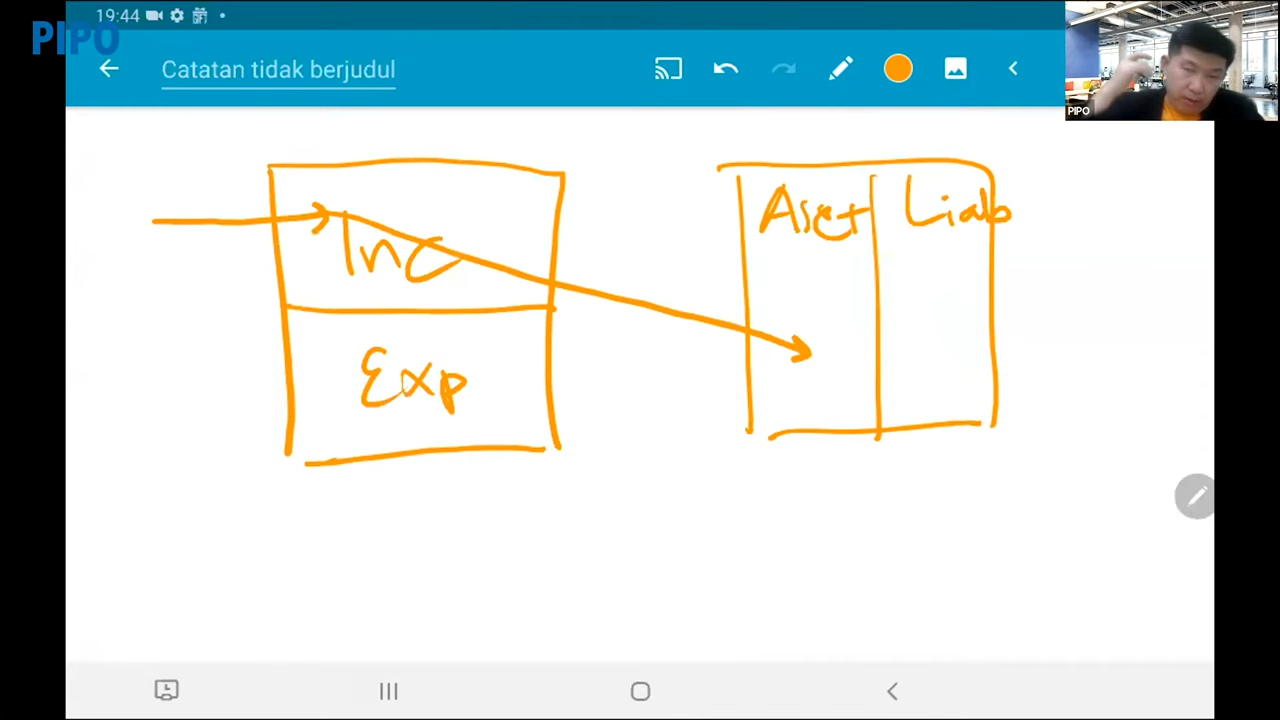 19:44
PIPO
Catatan tidak berjudul
PIPO
Inc
Exp
Aset
Liab